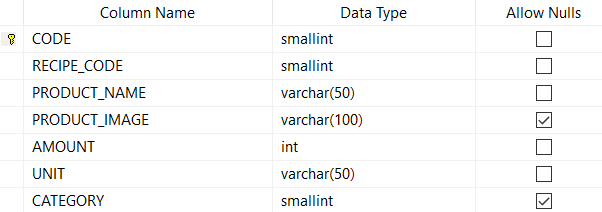 Column Name Data Type Allow Nulls
CODE smallint
RECIPE_CODE smallint
PRODUCT_NAME varchar(50)
PRODUCT_IMAGE varchar(100)
AMOUNT int
UNIT varchar(50)
CATEGORY smallint